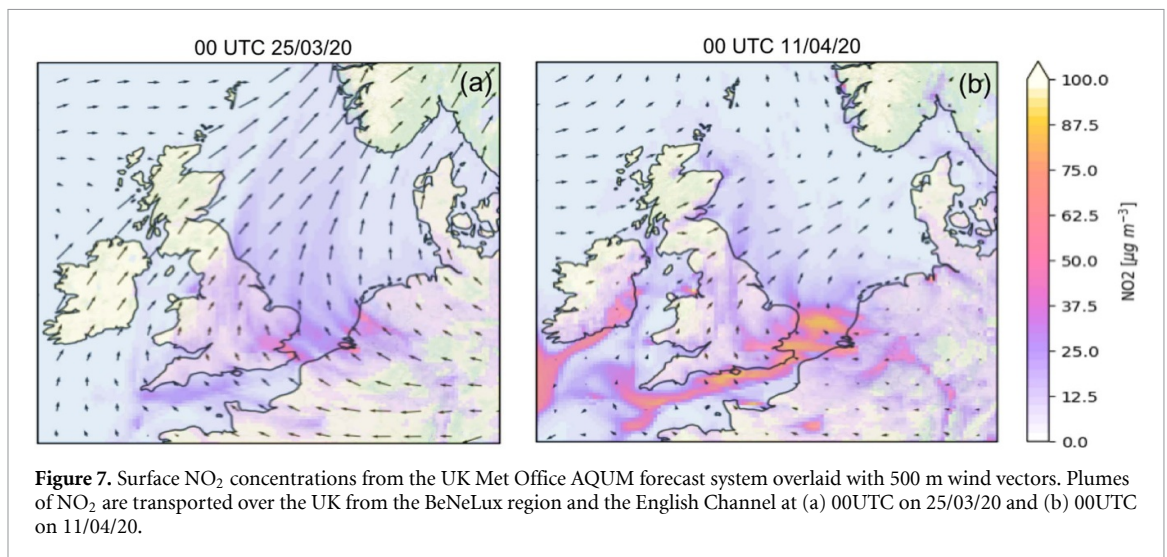 00 UTC 25/03/20
00 UTC 11/04/20
(a)
(b)
100.0
87.5
75.0
62.5
50.0
37.5
25.0
12.5
0.0
NO2 [μg m⁻³]
Figure 7. Surface NO₂ concentrations from the UK Met Office AQUM forecast system overlaid with 500 m wind vectors. Plumes
of NO₂ are transported over the UK from the BeNeLux region and the English Channel at (a) 00UTC on 25/03/20 and (b) 00UTC
on 11/04/20.